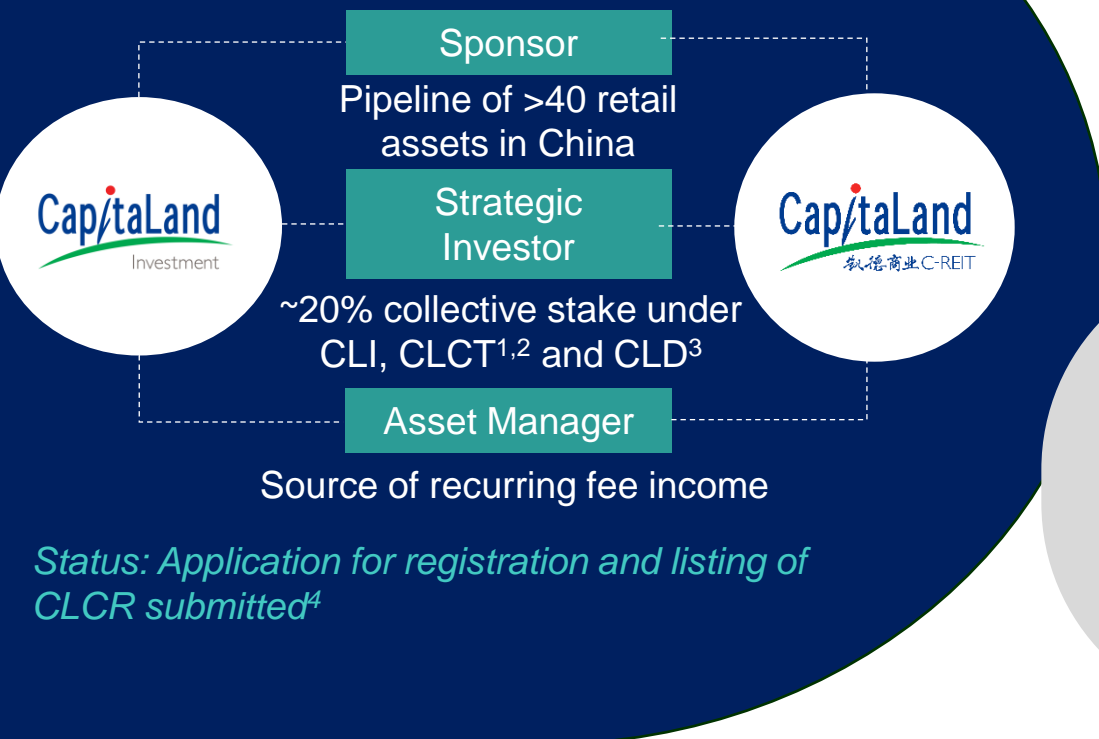 Sponsor
Pipeline of >40 retail
assets in China
CapitaLand
Investment
Strategic
Investor
CapitaLand
凯德商业C-REIT
~20% collective stake under
CLI, CLCT1,2 and CLD3
Asset Manager
Source of recurring fee income
Status: Application for registration and listing of
CLCR submitted4